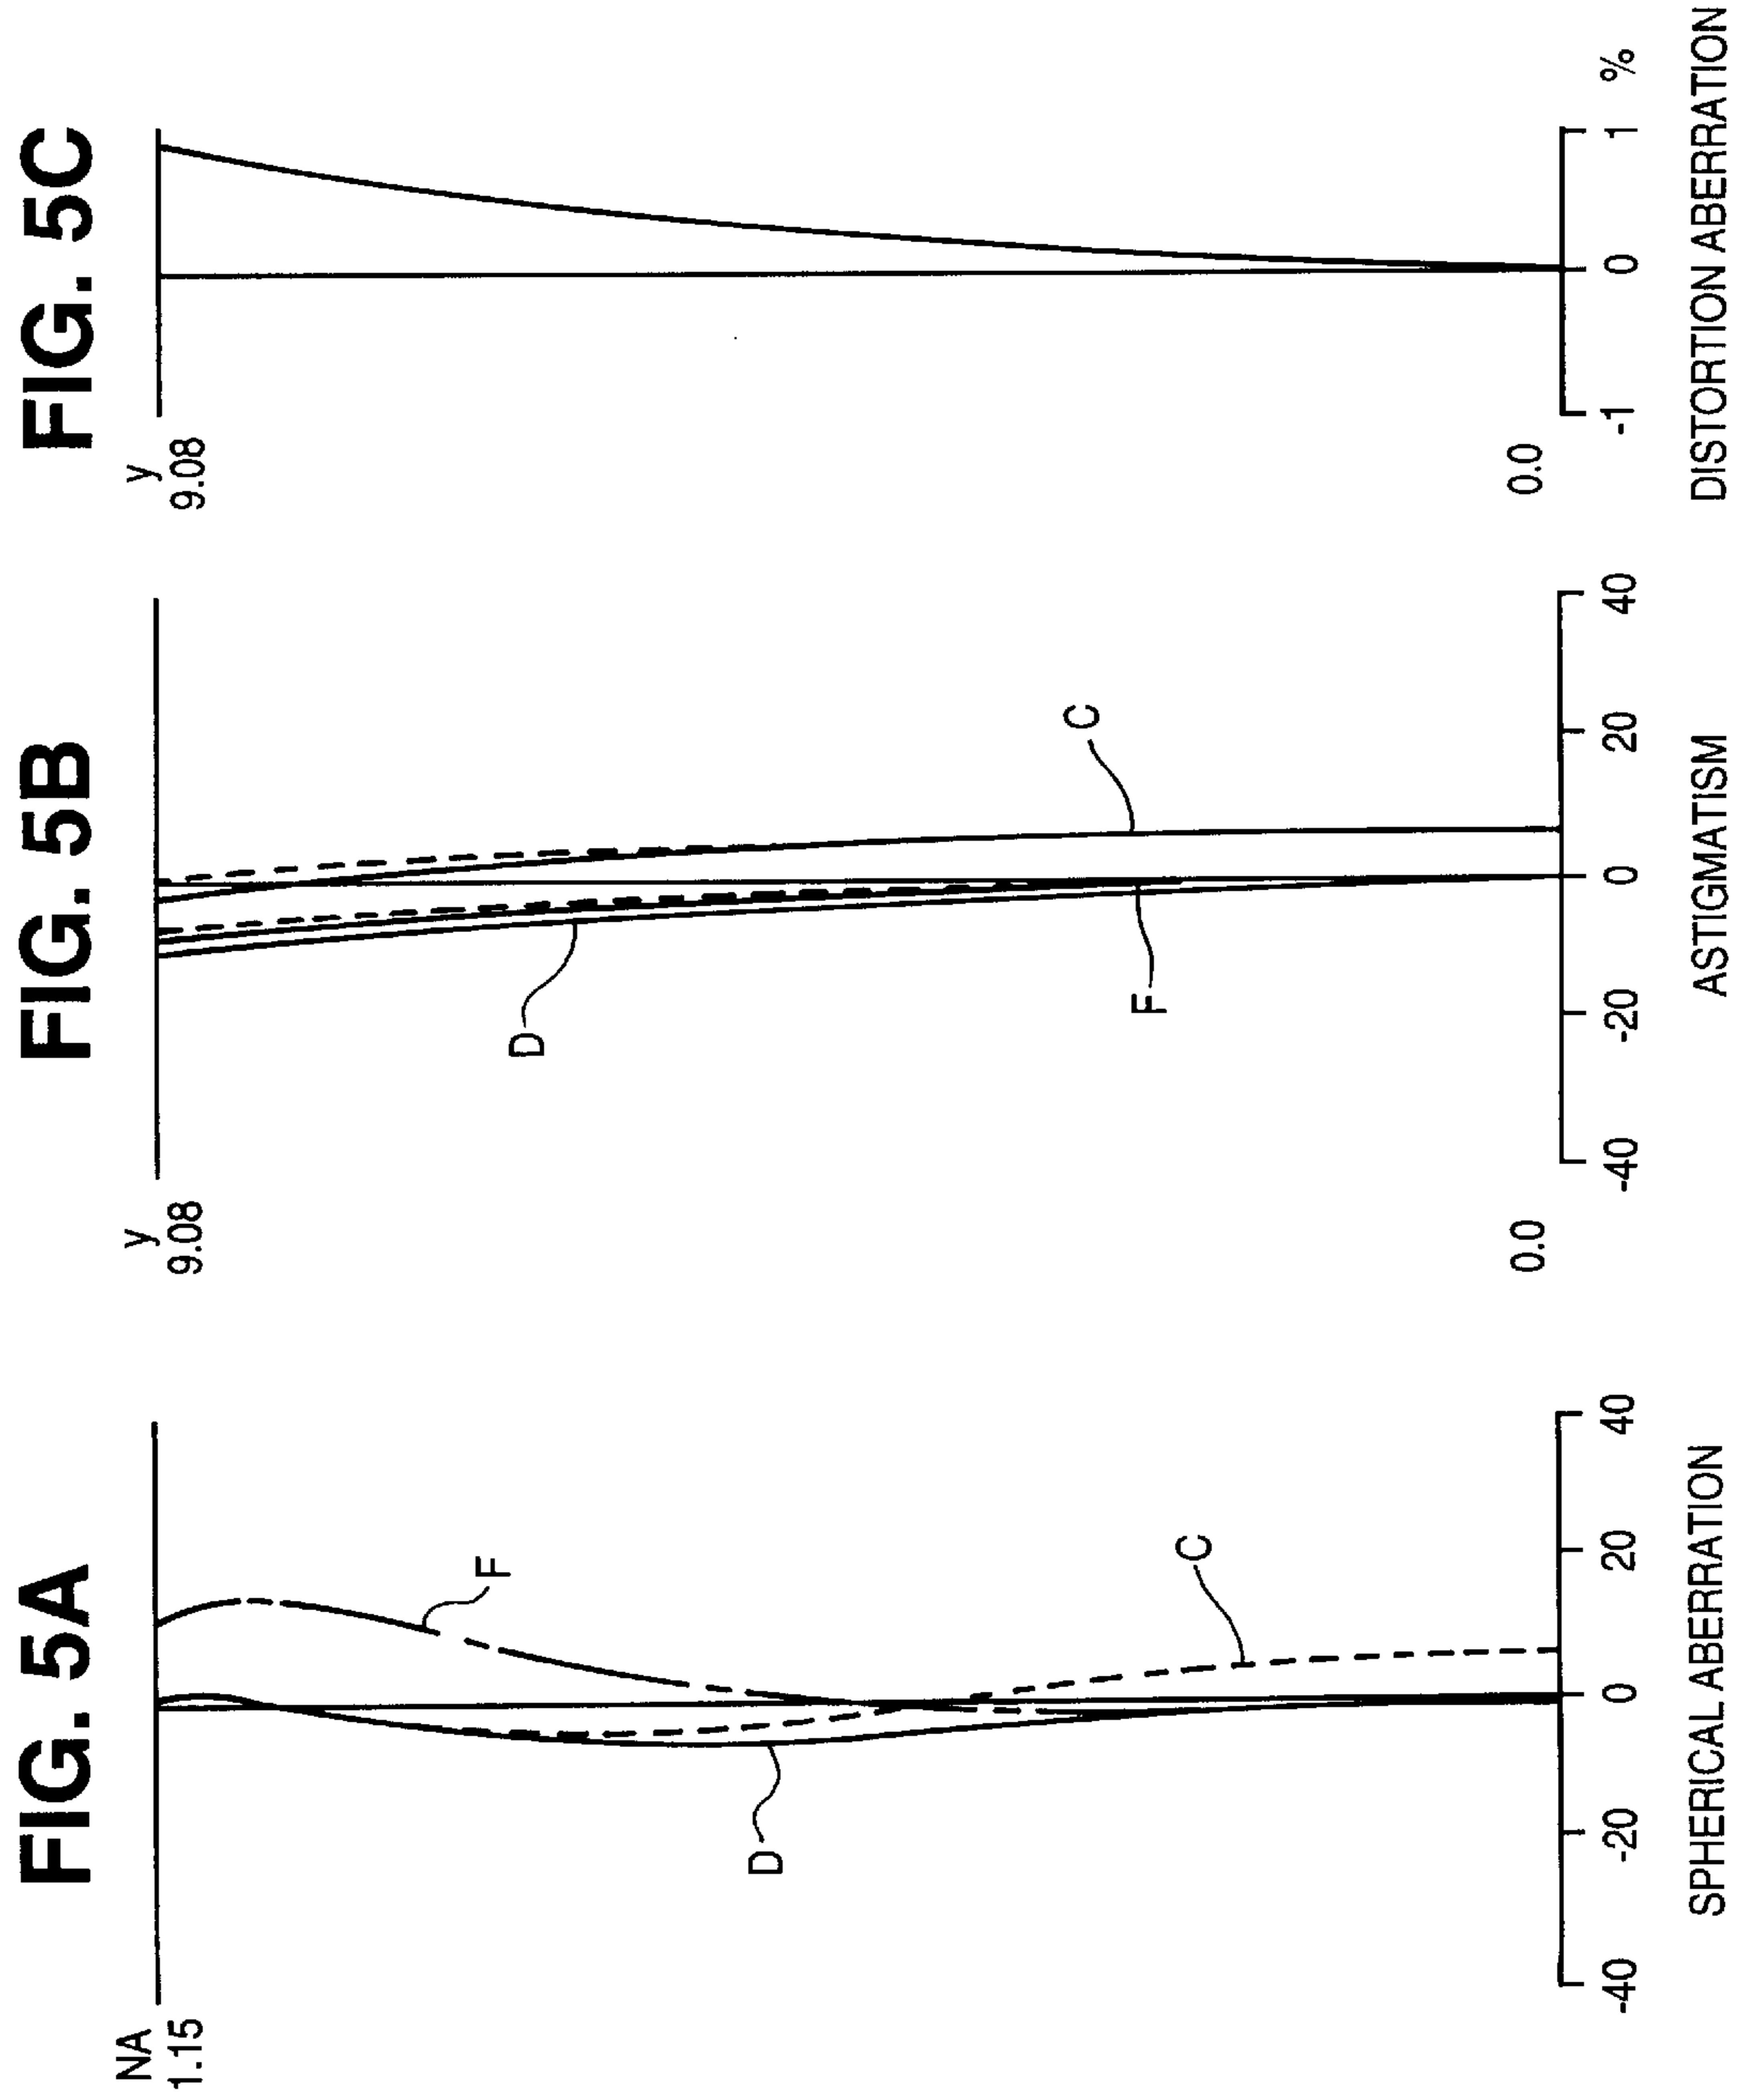 FIG. 5A
NA
1.15
F
C
D
-40 -20 0 20 40
SPHERICAL ABERRATION
FIG. 5B
y
9.08
D
F
C
0.0
-40 -20 0 20 40
ASTIGMATISM
FIG. 5C
y
9.08
0.0
-1 0 1 %
DISTORTION ABERRATION